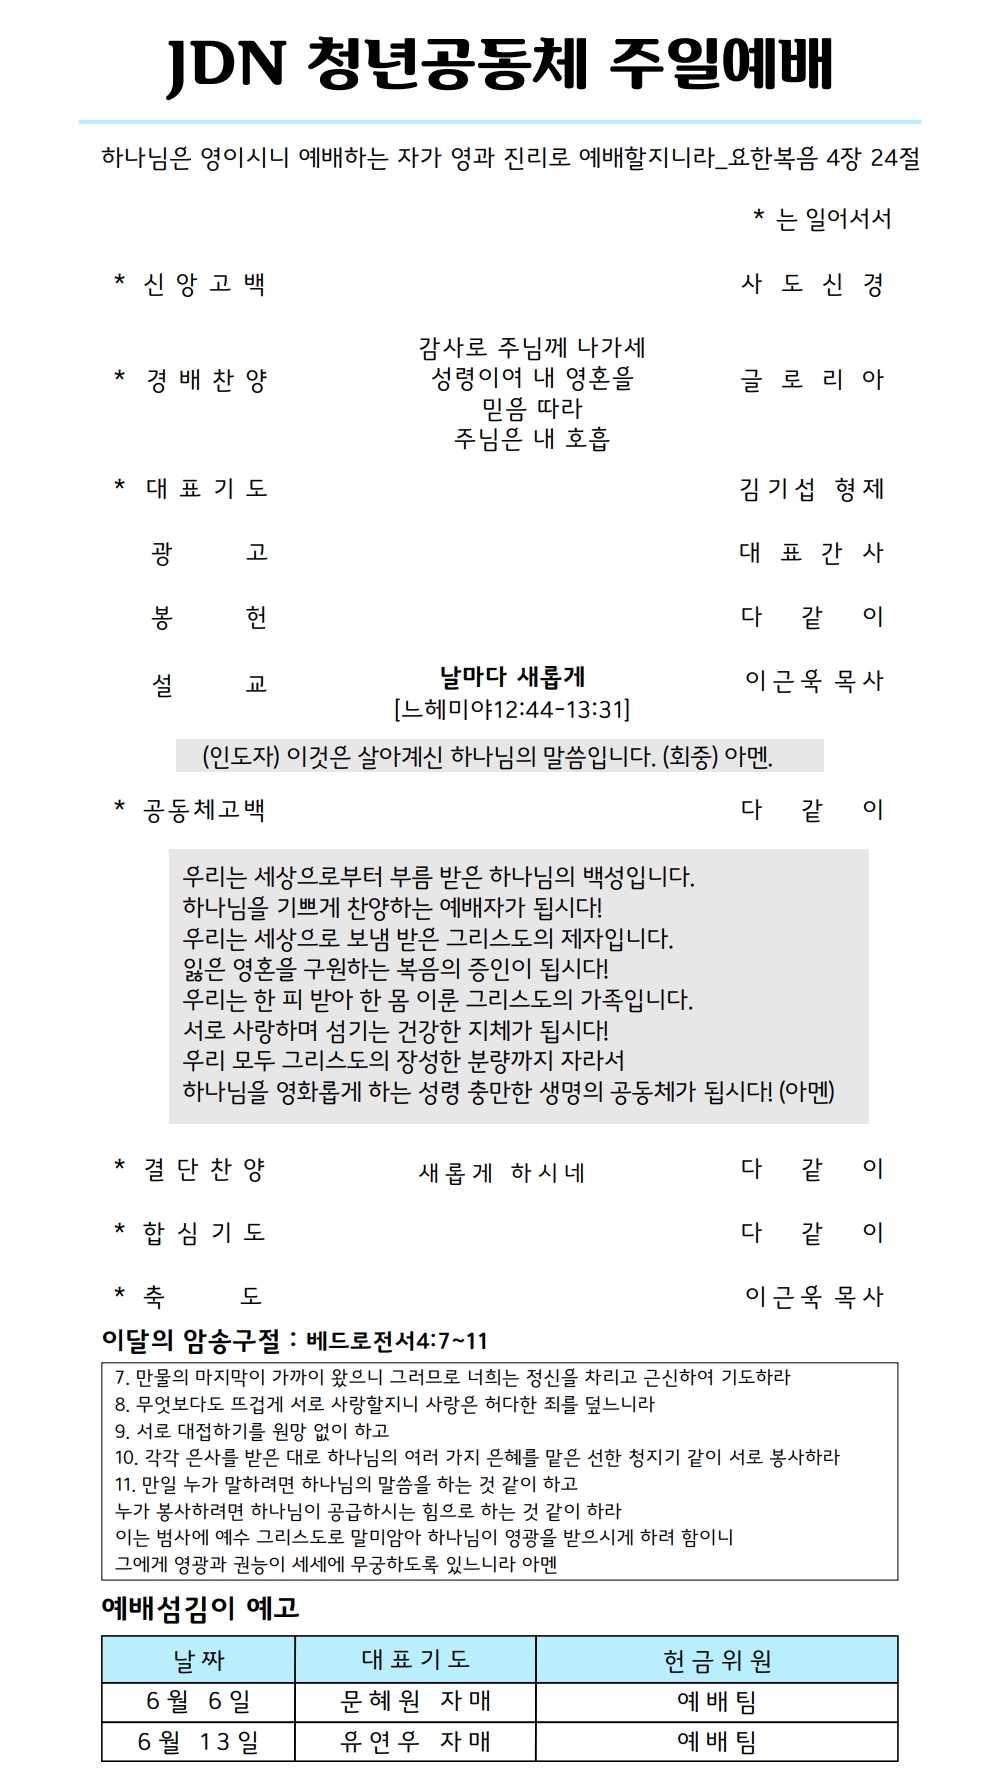 JDN 청년공동체 주일예배
하나님은 영이시니 예배하는 자가 영과 진리로 예배할지니라_요한복음 4장 24절
* 는 일어서서
* 신앙고백 사도신경
감사로 주님께 나가세
성령이여 내 영혼을
* 경배찬양 글로리아
믿음 따라
주님은 내 호흡
* 대표기도 김기섭 형제
광고 대표간사
봉헌 다같이
설교 날마다 새롭게 이근욱 목사
[느헤미야12:44-13:31]
(인도자) 이것은 살아계신 하나님의 말씀입니다. (회중) 아멘.
* 공동체고백 다같이
우리는 세상으로부터 부름 받은 하나님의 백성입니다.
하나님을 기쁘게 찬양하는 예배자가 됩시다!
우리는 세상으로 보냄 받은 그리스도의 제자입니다.
잃은 영혼을 구원하는 복음의 증인이 됩시다!
우리는 한 피 받아 한 몸 이룬 그리스도의 가족입니다.
서로 사랑하며 섬기는 건강한 지체가 됩시다!
우리 모두 그리스도의 장성한 분량까지 자라서
하나님을 영화롭게 하는 성령 충만한 생명의 공동체가 됩시다! (아멘)
* 결단찬양 새롭게 하시네 다같이
* 합심기도 다같이
* 축도 이근욱 목사
이달의 암송구절 : 베드로전서4:7~11
7. 만물의 마지막이 가까이 왔으니 그러므로 너희는 정신을 차리고 근신하여 기도하라
8. 무엇보다도 뜨겁게 서로 사랑할지니 사랑은 허다한 죄를 덮느니라
9. 서로 대접하기를 원망 없이 하고
10. 각각 은사를 받은 대로 하나님의 여러 가지 은혜를 맡은 선한 청지기 같이 서로 봉사하라
11. 만일 누가 말하려면 하나님의 말씀을 하는 것 같이 하고
누가 봉사하려면 하나님이 공급하시는 힘으로 하는 것 같이 하라
이는 범사에 예수 그리스도로 말미암아 하나님이 영광을 받으시게 하려 함이니
그에게 영광과 권능이 세세에 무궁하도록 있느니라 아멘
예배섬김이 예고
날짜 대표기도 헌금위원
6월 6일 문혜원 자매 예배팀
6월 13일 유연우 자매 예배팀